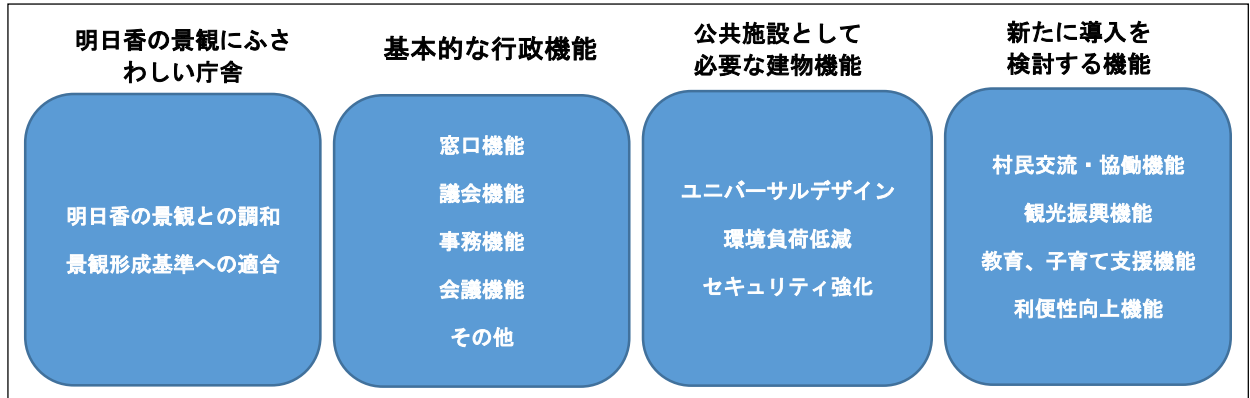 明日香の景観にふさ
わしい庁舎
明日香の景観との調和
景観形成基準への適合
基本的な行政機能
窓口機能
議会機能
事務機能
会議機能
その他
公共施設として
必要な建物機能
ユニバーサルデザイン
環境負荷低減
セキュリティ強化
新たに導入を
検討する機能
村民交流・協働機能
観光振興機能
教育、子育て支援機能
利便性向上機能